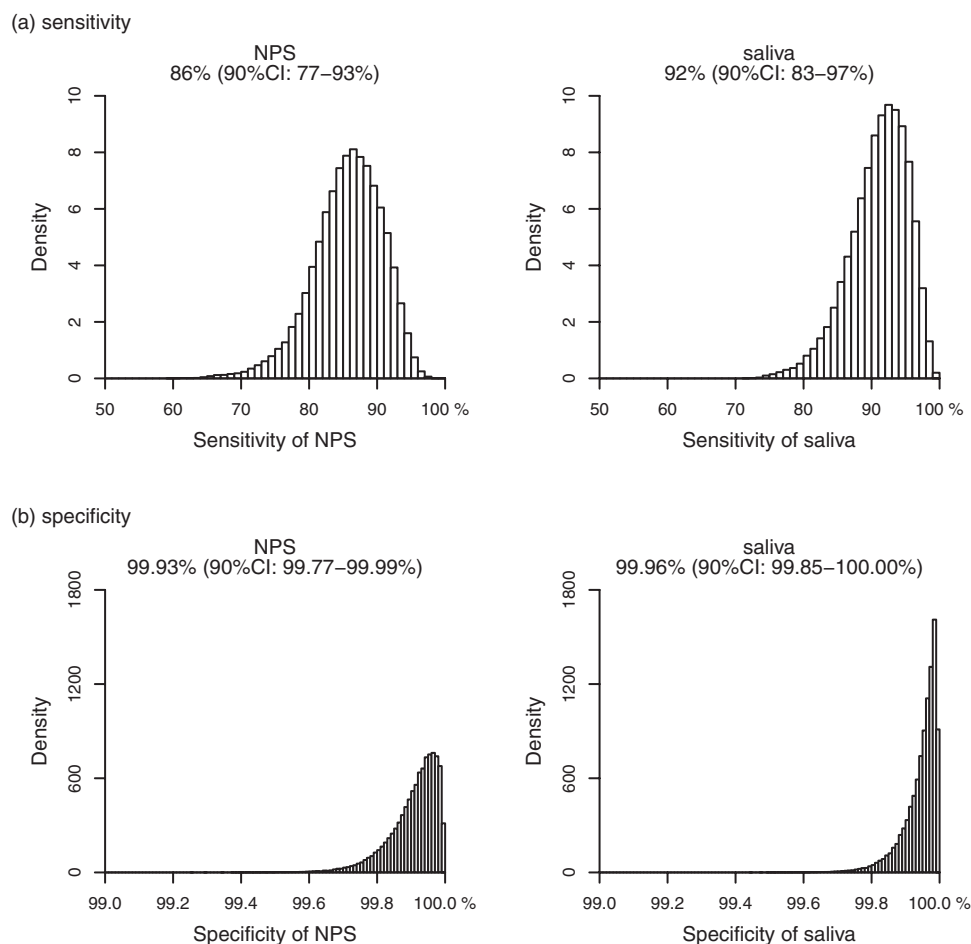 (a) sensitivity
NPS
86% (90%CI: 77−93%)
10
8
6
4
2
0
Density
50 60 70 80 90 100 %
Sensitivity of NPS
saliva
92% (90%CI: 83−97%)
10
8
6
4
2
0
Density
50 60 70 80 90 100 %
Sensitivity of saliva
(b) specificity
NPS
99.93% (90%CI: 99.77−99.99%)
1800
1200
600
0
Density
99.0 99.2 99.4 99.6 99.8 100.0 %
Specificity of NPS
saliva
99.96% (90%CI: 99.85−100.00%)
1800
1200
600
0
Density
99.0 99.2 99.4 99.6 99.8 100.0 %
Specificity of saliva